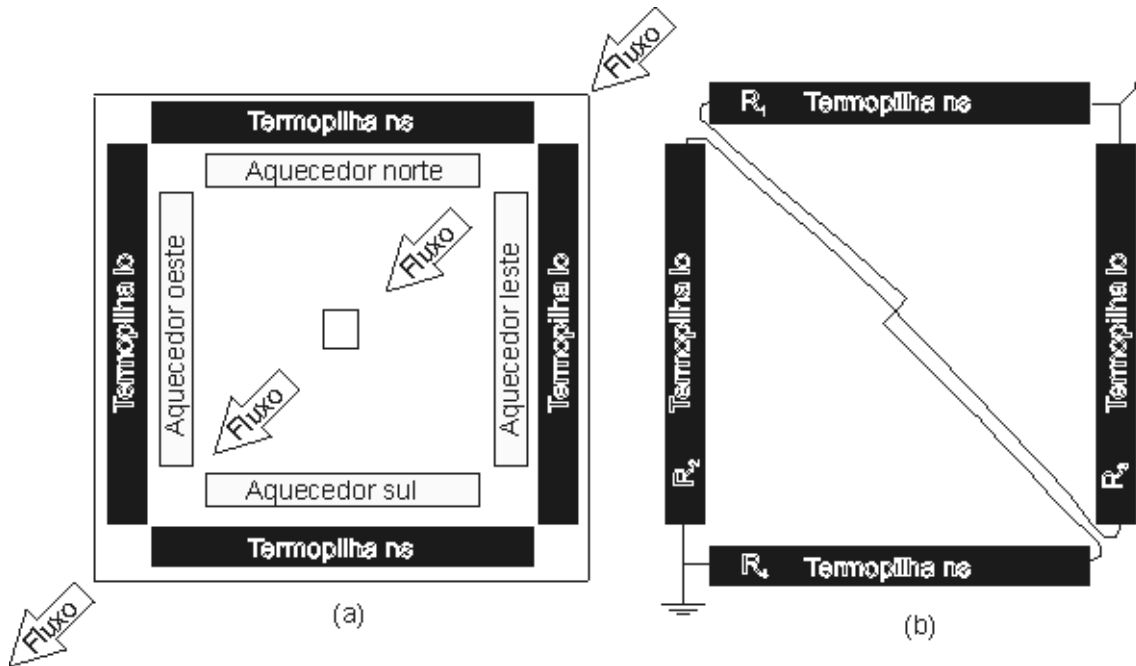 Fluxo
Termopilha ns
Aquecedor norte
Termopilha lo
Aquecedor oeste
Fluxo
Aquecedor leste
Termopilha lo
Fluxo
Aquecedor sul
Termopilha ns
Fluxo
(a)
R1 Termopilha ns
Termopilha lo
R2
Termopilha lo
R3
R4 Termopilha ns
(b)